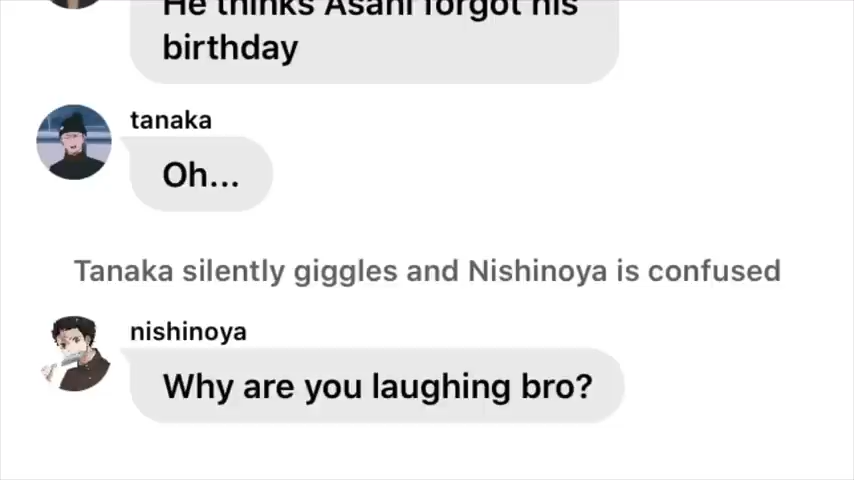 He thinks Asahi forgot his
birthday
tanaka
Oh...
Tanaka silently giggles and Nishinoya is confused
nishinoya
Why are you laughing bro?